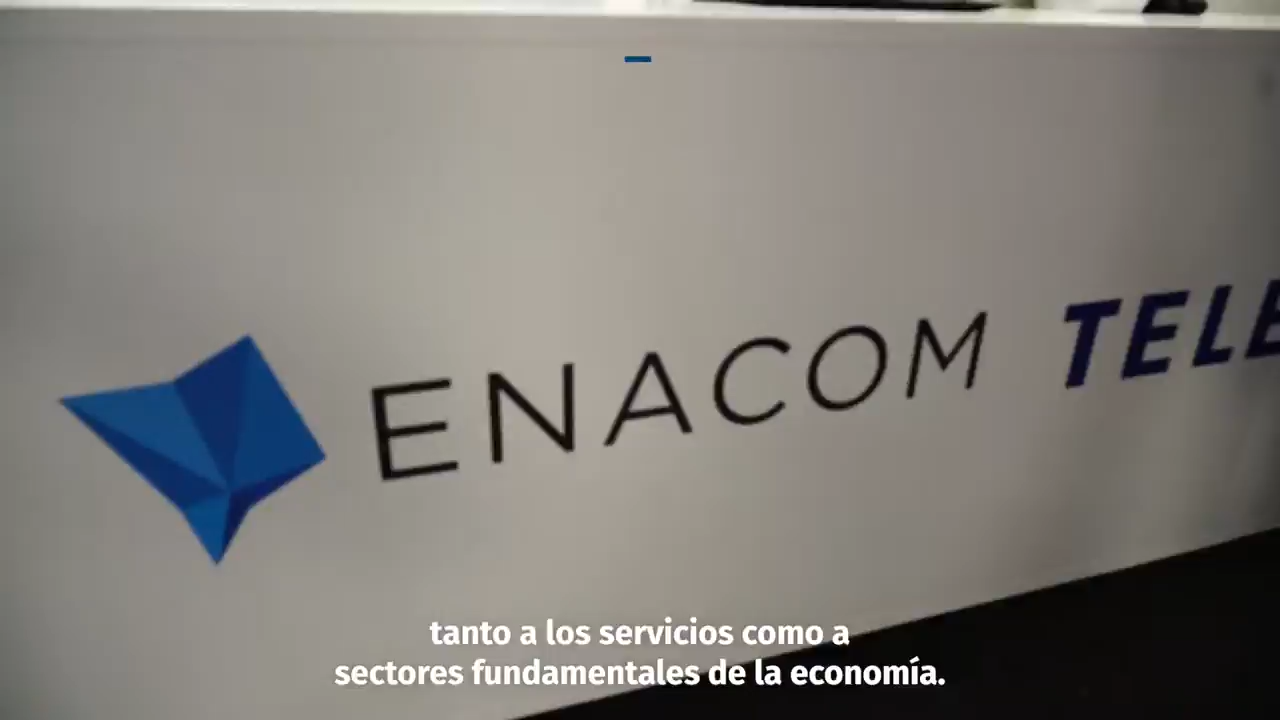 ENACOM TELE
tanto a los servicios como a
sectores fundamentales de la economía.